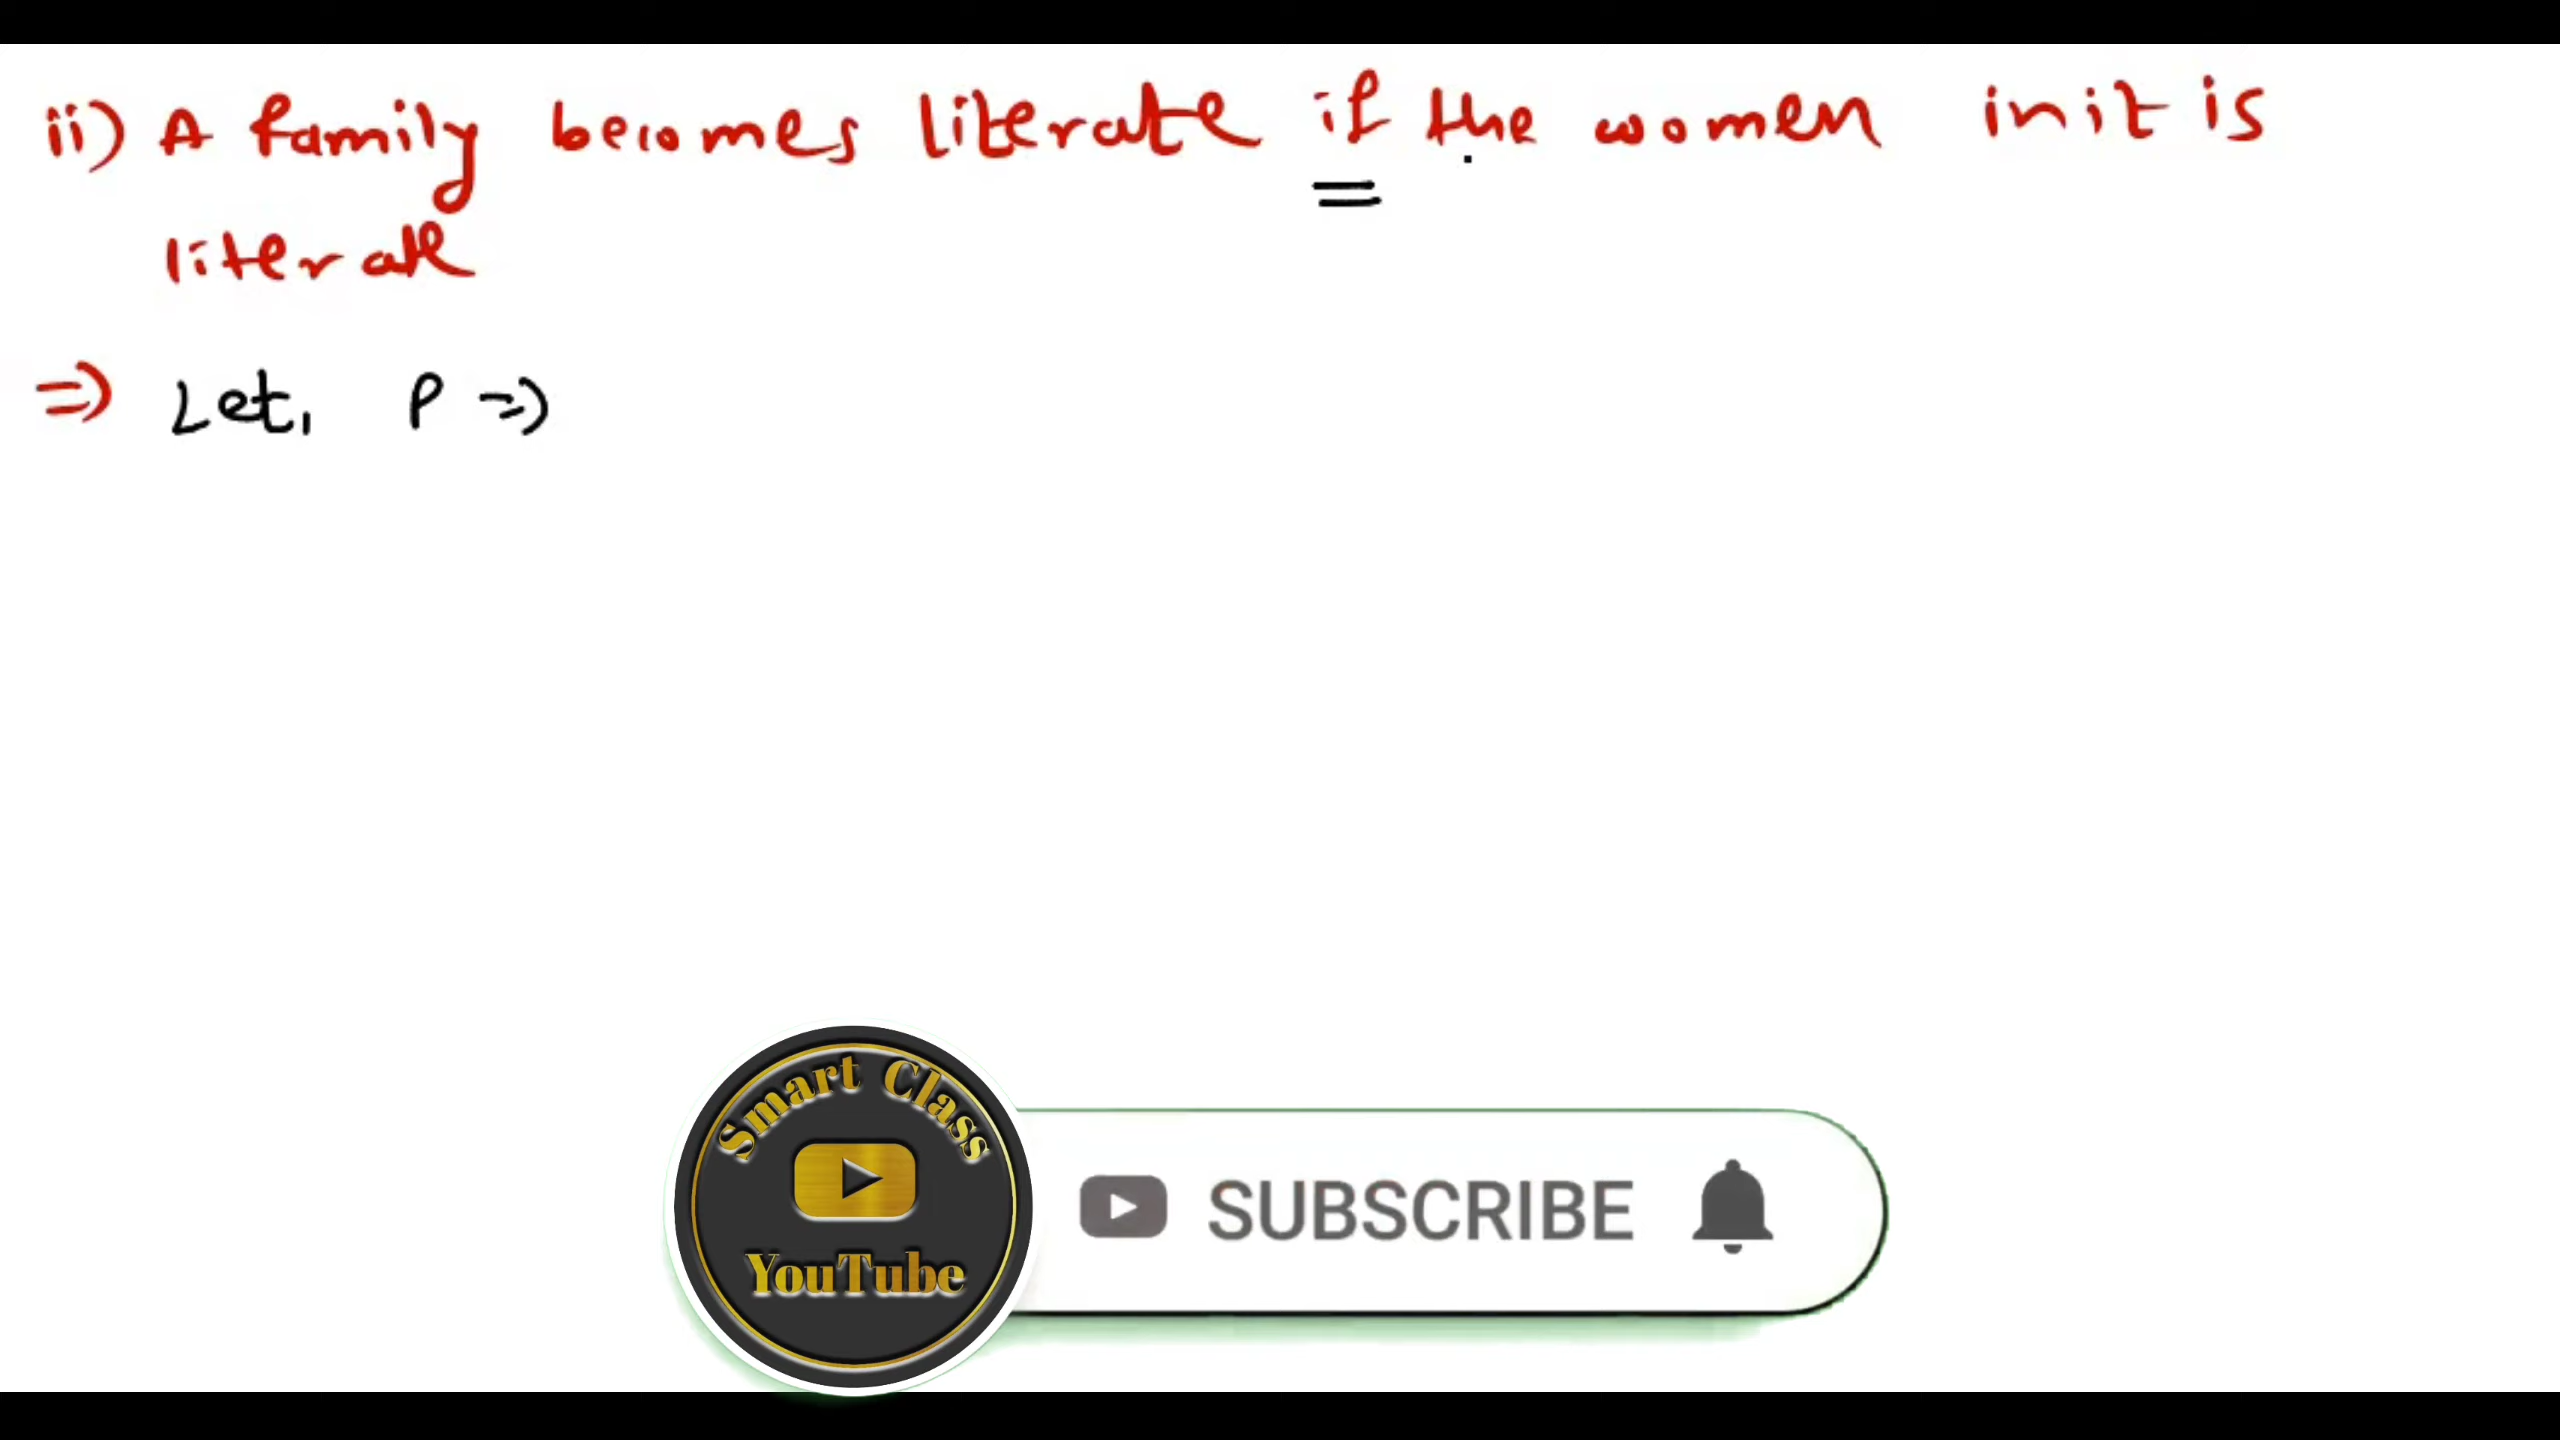 ii) A family becomes literate if the women in it is
literate
=> Let, P =>
Smart Class
YouTube
SUBSCRIBE